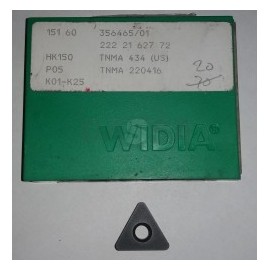 151 60 356465/01
222 21 627 72
HK150 TNMA 434 (US) 20
P05 TNMA 220416 70
K01-K25
WIDIA